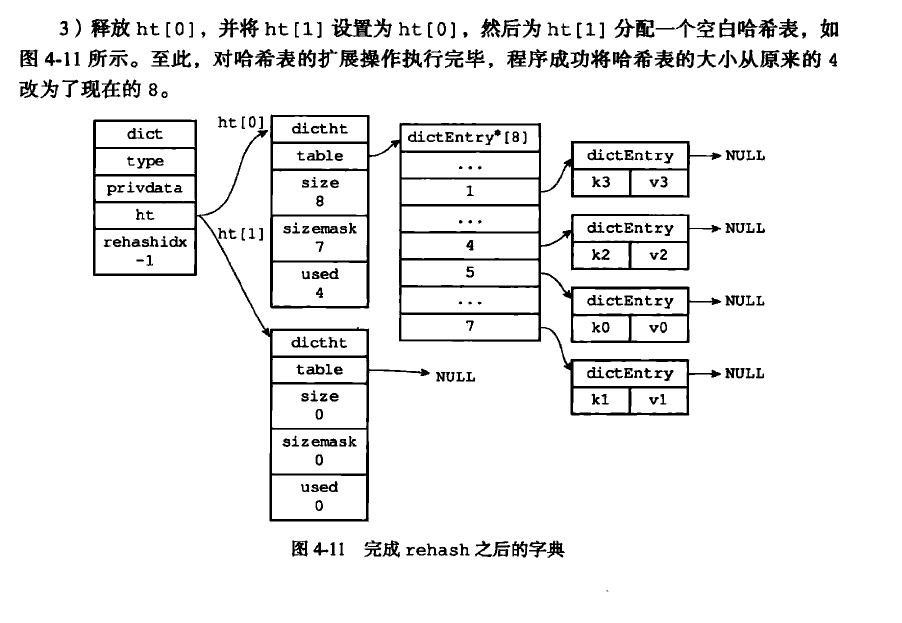 3）释放 ht[0]，并将 ht[1] 设置为 ht[0]，然后为 ht[1] 分配一个空白哈希表，如
图 4-11 所示。至此，对哈希表的扩展操作执行完毕，程序成功将哈希表的大小从原来的 4
改为了现在的 8。
dict
type
privdata
ht
rehashidx
-1
ht[0]
ht[1]
dictht
table
size
8
sizemask
7
used
4
dictEntry*[8]
...
1
...
4
5
...
7
dictEntry
k3 v3
NULL
dictEntry
k2 v2
NULL
dictEntry
k0 v0
NULL
dictEntry
k1 v1
NULL
dictht
table
NULL
size
0
sizemask
0
used
0
图 4-11 完成 rehash 之后的字典